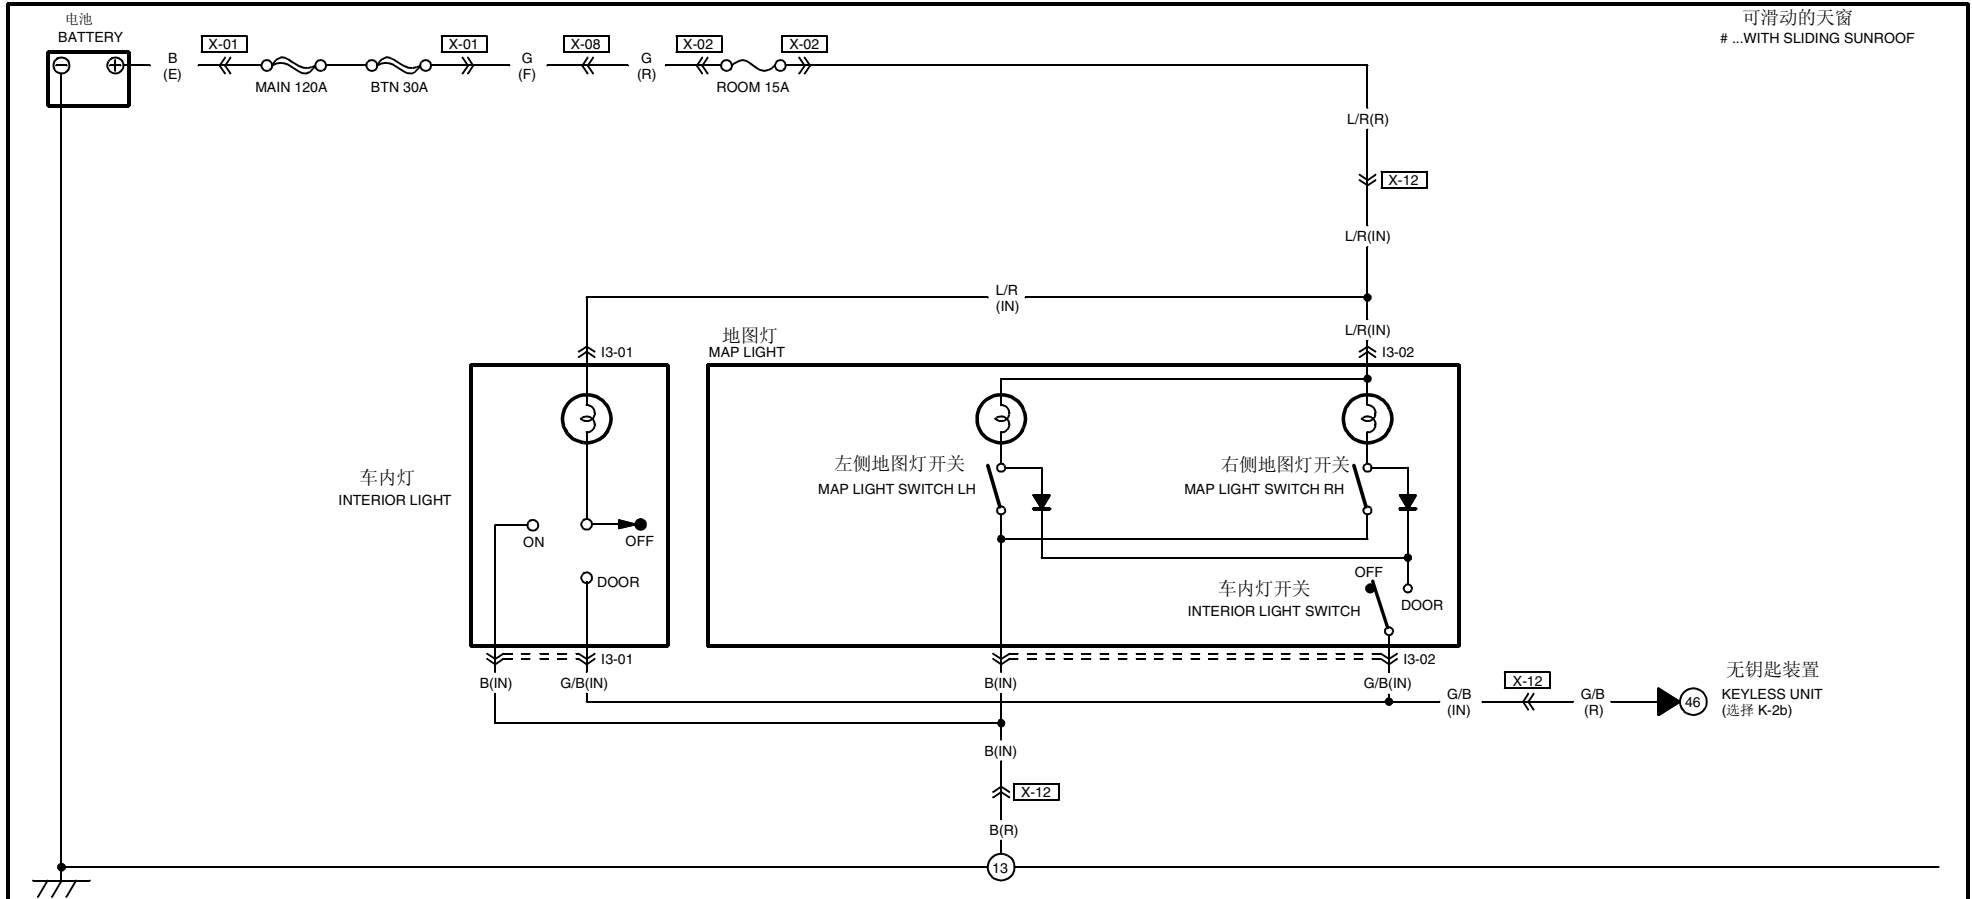 电池
BATTERY
可滑动的天窗
# ...WITH SLIDING SUNROOF
X-01
X-01
X-08
X-02
X-02
B
(E)
G
(F)
G
(R)
MAIN 120A
BTN 30A
ROOM 15A
L/R(R)
X-12
L/R(IN)
L/R
(IN)
L/R(IN)
地图灯
MAP LIGHT
I3-01
I3-02
左侧地图灯开关
MAP LIGHT SWITCH LH
右侧地图灯开关
MAP LIGHT SWITCH RH
车内灯
INTERIOR LIGHT
ON
OFF
DOOR
OFF
车内灯开关
INTERIOR LIGHT SWITCH
DOOR
I3-01
I3-02
B(IN)
G/B(IN)
B(IN)
G/B(IN)
G/B
(IN)
X-12
G/B
(R)
46
无钥匙装置
KEYLESS UNIT
(选择 K-2b)
B(IN)
X-12
B(R)
13